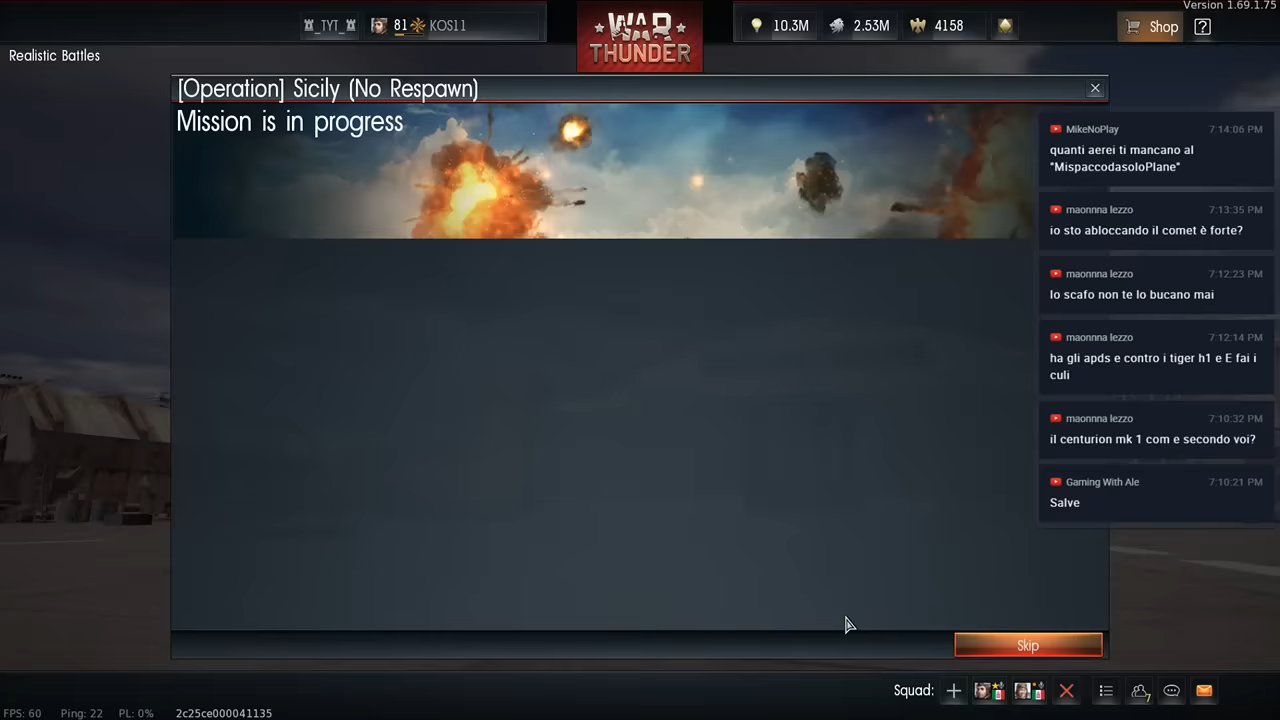 Version 1.69.1.75
_TYT_ 81 KOS11
WAR
THUNDER
10.3M 2.53M 4158
Shop
Realistic Battles
[Operation] Sicily (No Respawn)
Mission is in progress
MikeNoPlay 7:14:06 PM
quanti aerei ti mancano al
"MispaccodasoloPlane"
maonnna lezzo 7:13:35 PM
io sto abloccando il comet è forte?
maonnna lezzo 7:12:23 PM
lo scafo non te lo bucano mai
maonnna lezzo 7:12:14 PM
ha gli apds e contro i tiger h1 e E fai i
culi
maonnna lezzo 7:10:32 PM
il centurion mk 1 com e secondo voi?
Gaming With Ale 7:10:21 PM
Salve
Skip
Squad: 7
FPS: 60 Ping: 22 PL: 0% 2c25ce000041135